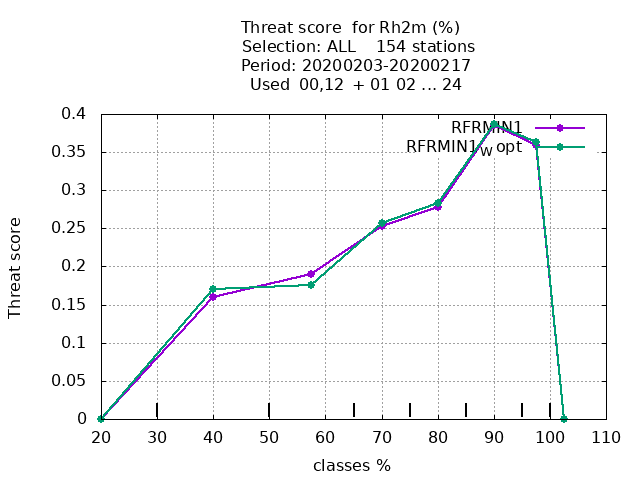 Threat score  for Rh2m (%)
Selection: ALL    154 stations
Period: 20200203-20200217
Used  00,12  + 01 02 ... 24
RFRMIN1
RFRMIN1W opt
0.4
0.35
0.3
0.25
0.2
0.15
0.1
0.05
0
Threat score
20 30 40 50 60 70 80 90 100 110
classes %